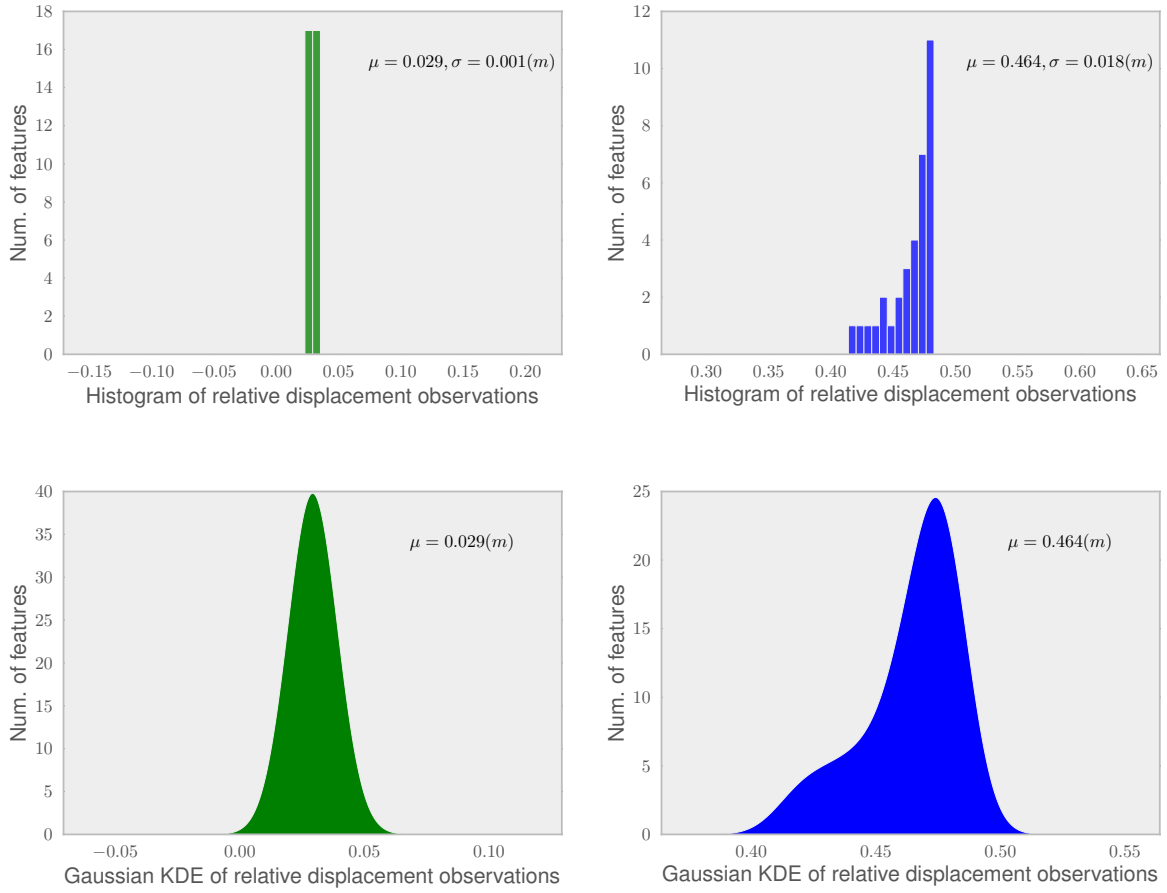 18
16
14
12
10
8
6
4
2
0
Num. of features
μ = 0.029, σ = 0.001(m)
−0.15 −0.10 −0.05 0.00 0.05 0.10 0.15 0.20
Histogram of relative displacement observations
12
10
8
6
4
2
0
Num. of features
μ = 0.464, σ = 0.018(m)
0.30 0.35 0.40 0.45 0.50 0.55 0.60 0.65
Histogram of relative displacement observations
40
35
30
25
20
15
10
5
0
Num. of features
μ = 0.029(m)
−0.05 0.00 0.05 0.10
Gaussian KDE of relative displacement observations
25
20
15
10
5
0
Num. of features
μ = 0.464(m)
0.40 0.45 0.50 0.55
Gaussian KDE of relative displacement observations